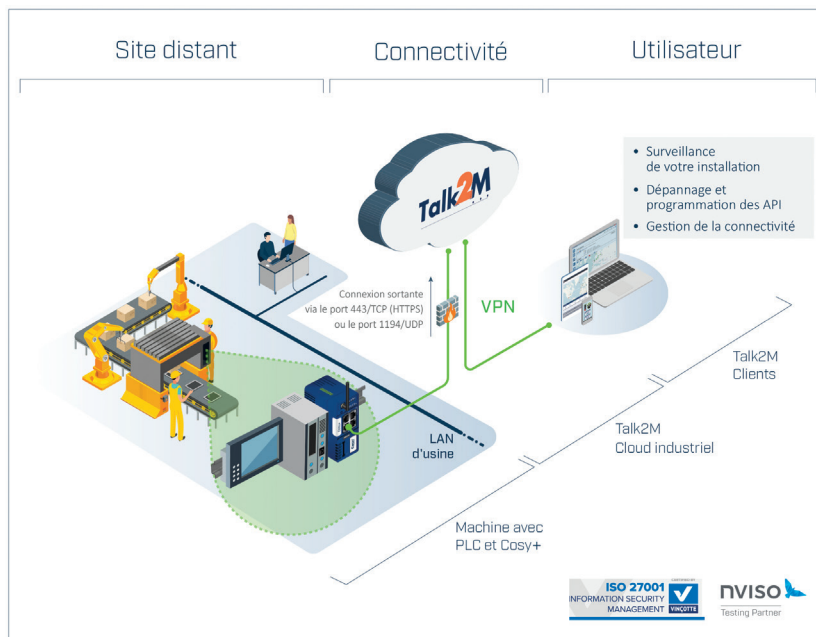 Site distant
Connectivité
Utilisateur
Talk2M
• Surveillance
de votre installation
• Dépannage et
programmation des API
• Gestion de la connectivité
Connexion sortante
via le port 443/TCP (HTTPS)
ou le port 1194/UDP
VPN
LAN
d'usine
Talk2M
Clients
Talk2M
Cloud industriel
Machine avec
PLC et Cosy+
ISO 27001
INFORMATION SECURITY
MANAGEMENT
VINÇOTTE
nviso
Testing Partner